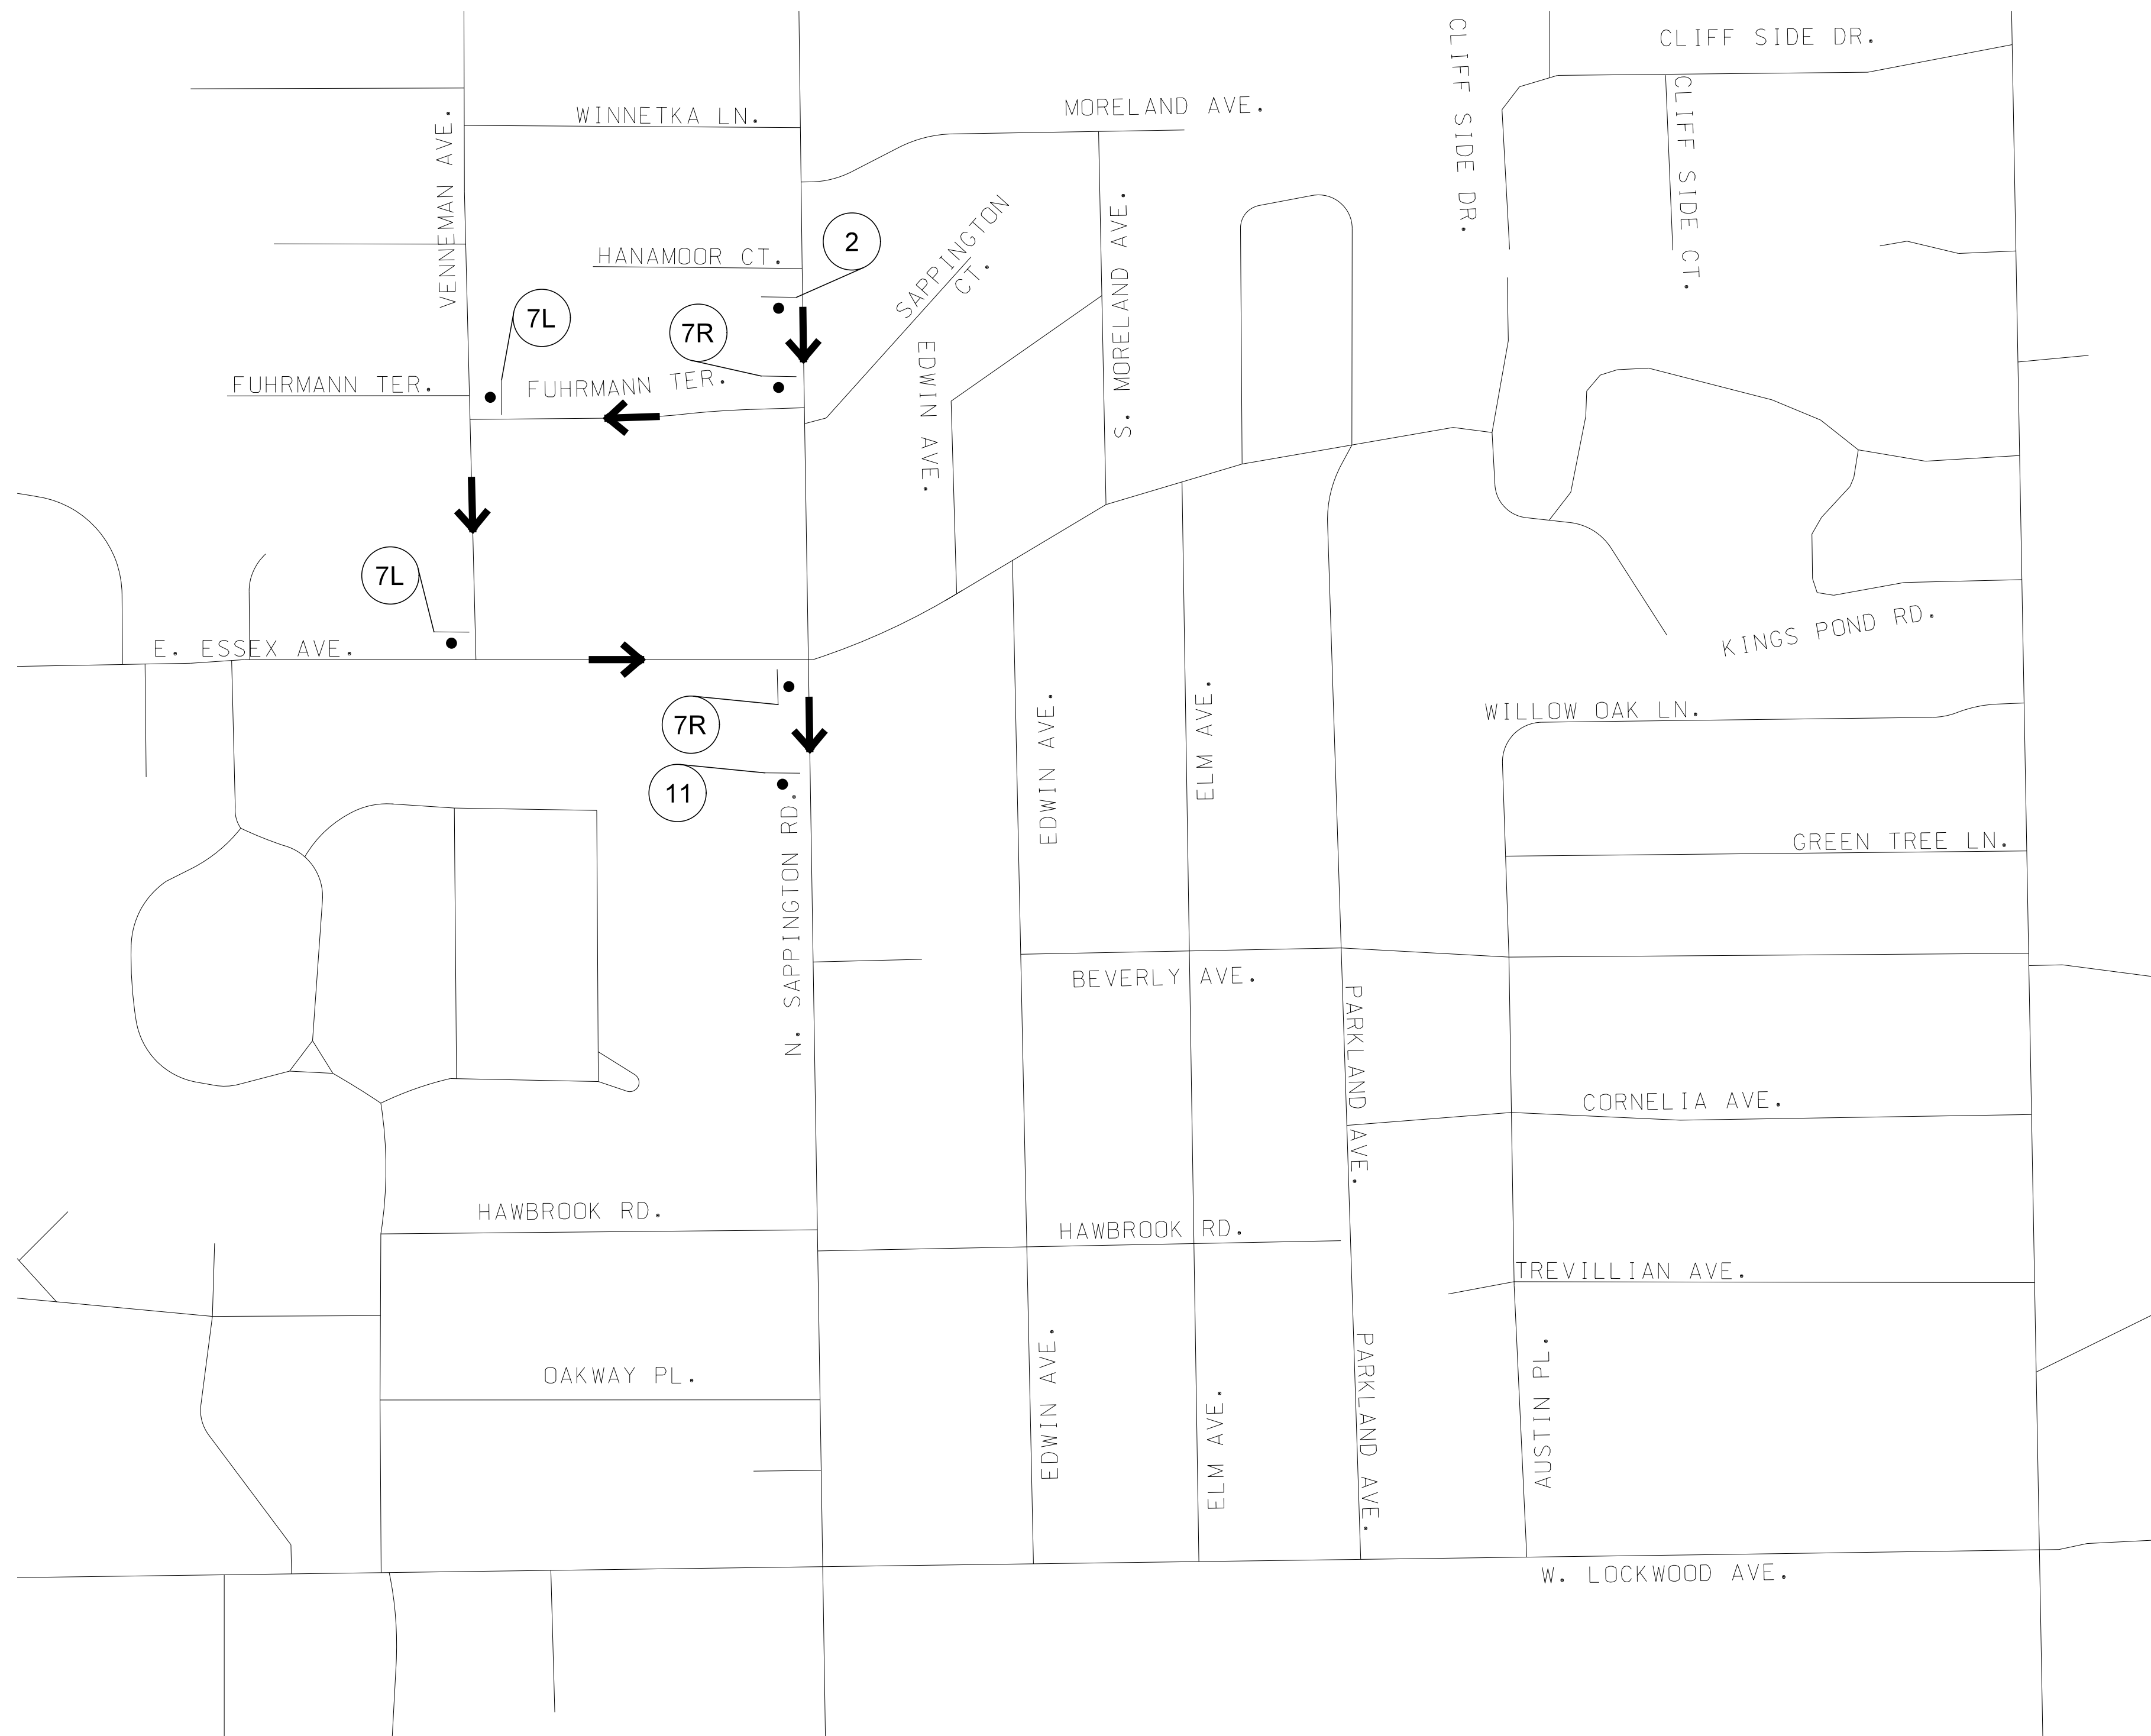 CLIFF SIDE DR.
CLIFF SIDE DR.
CLIFF SIDE CT.
MORELAND AVE.
WINNETKA LN.
VENNEMAN AVE.
HANAMOOR CT.
2
SAPPINGTON
CT.
S. MORELAND AVE.
7L
7R
FUHRMANN TER.
FUHRMANN TER.
EDWIN AVE.
7L
E. ESSEX AVE.
KINGS POND RD.
7R
11
N. SAPPINGTON RD.
EDWIN AVE.
ELM AVE.
WILLOW OAK LN.
GREEN TREE LN.
BEVERLY AVE.
PARKLAND AVE.
CORNELIA AVE.
HAWBROOK RD.
HAWBROOK RD.
TREVILLIAN AVE.
OAKWAY PL.
EDWIN AVE.
ELM AVE.
PARKLAND AVE.
AUSTIN PL.
W. LOCKWOOD AVE.